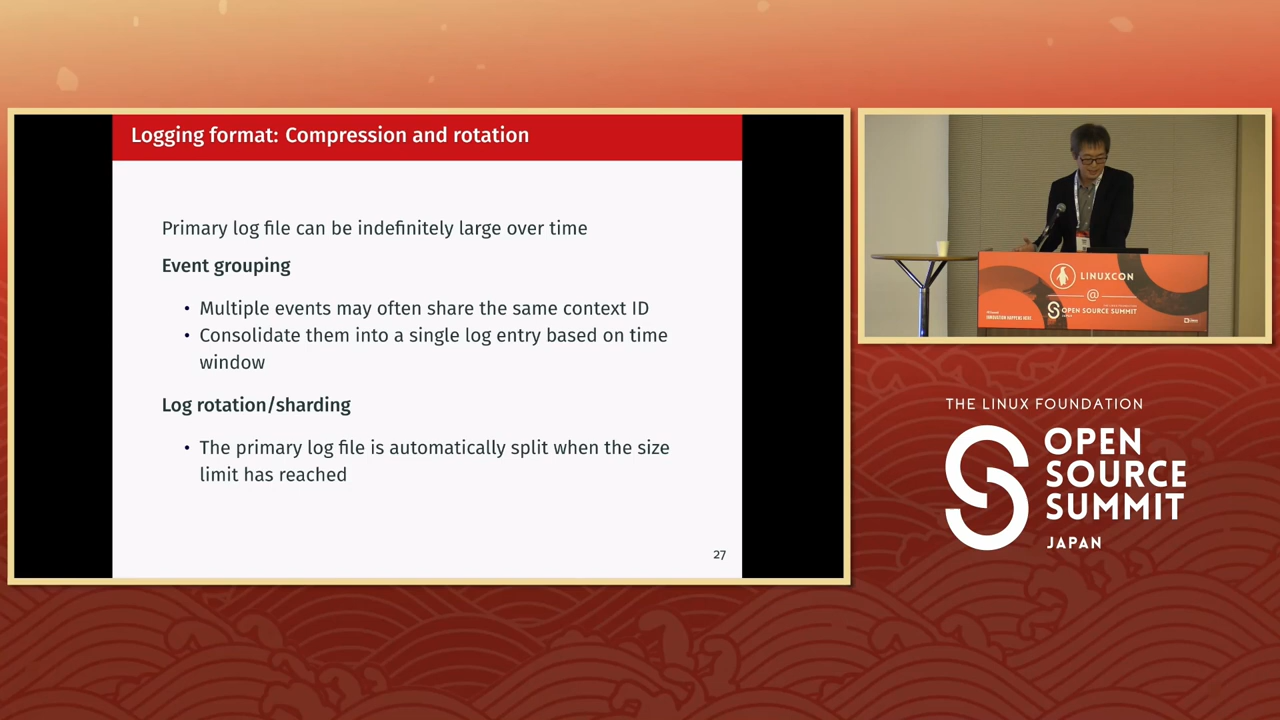 Logging format: Compression and rotation
Primary log file can be indefinitely large over time
Event grouping
• Multiple events may often share the same context ID
• Consolidate them into a single log entry based on time
window
Log rotation/sharding
• The primary log file is automatically split when the size
limit has reached
27
LINUXCON
@
OPEN SOURCE SUMMIT
INNOVATION HAPPENS HERE
THE LINUX FOUNDATION
OPEN
SOURCE
SUMMIT
JAPAN